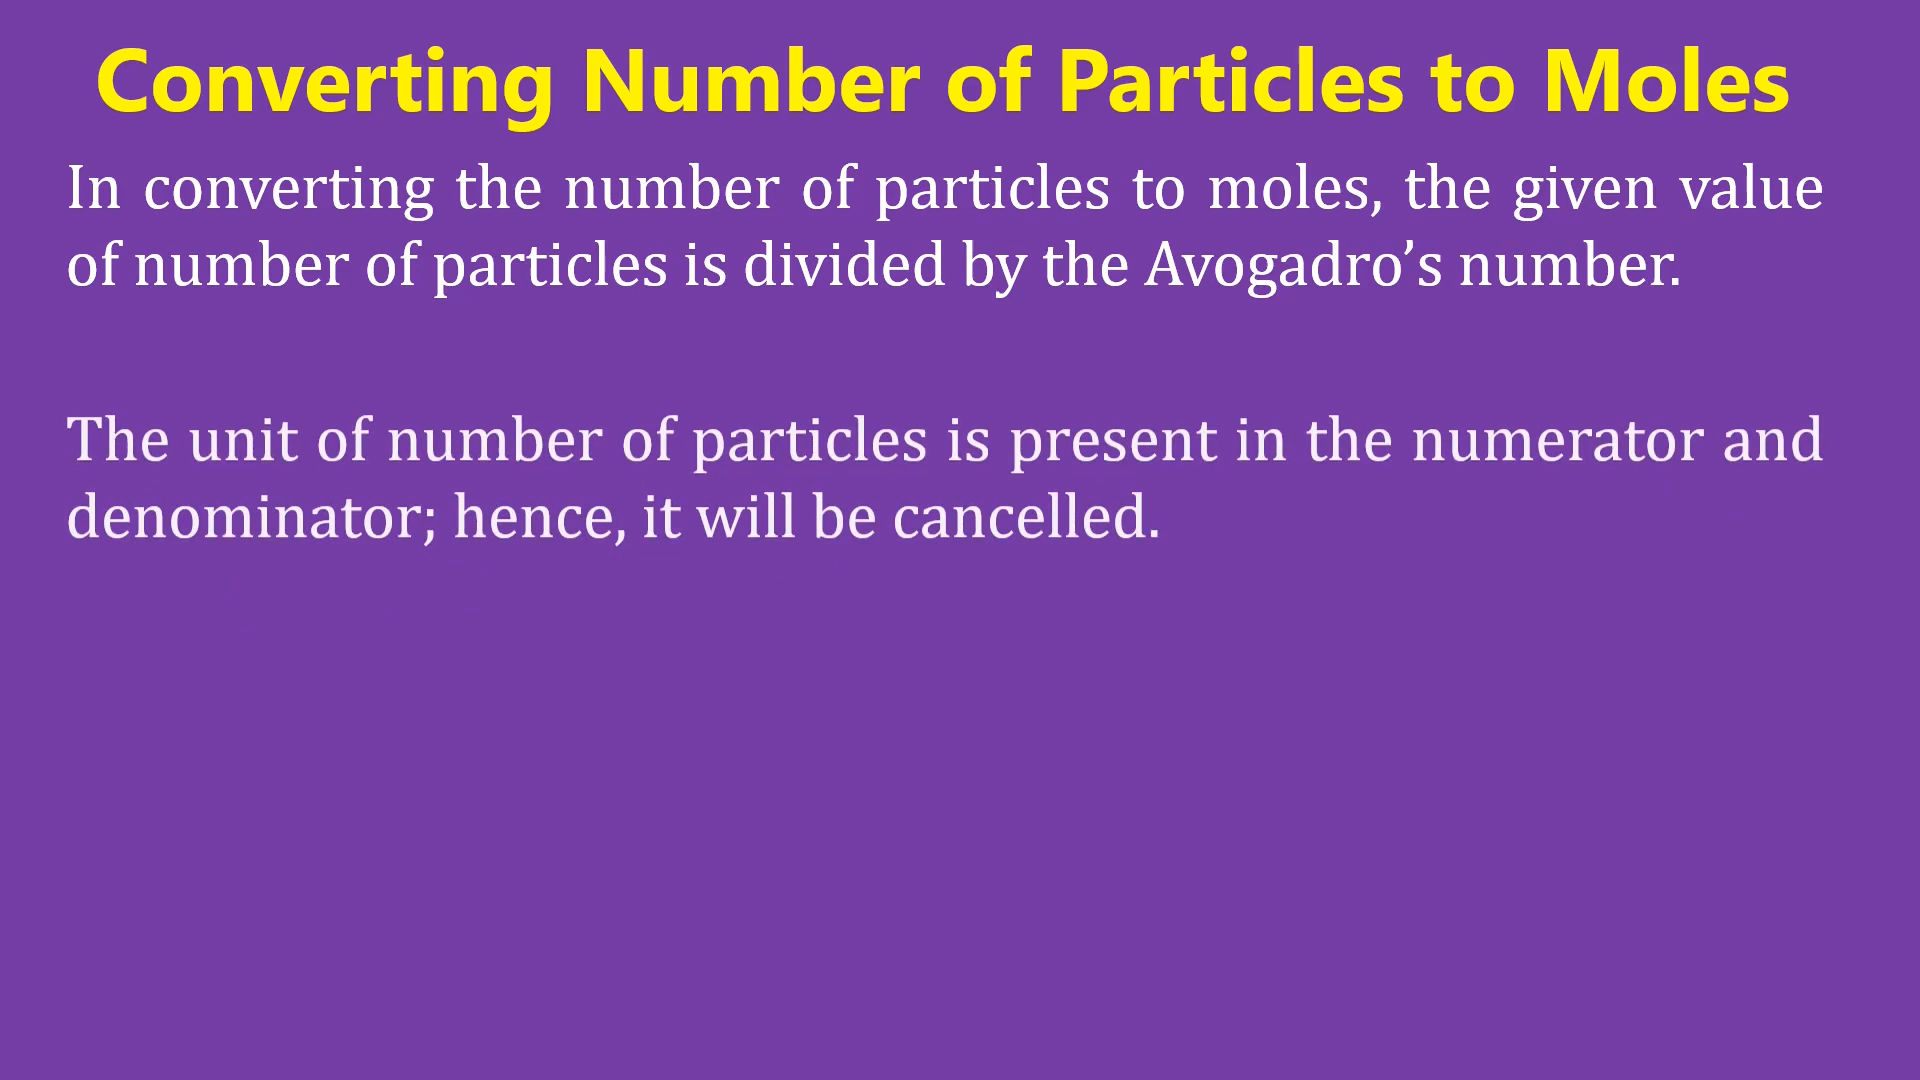 Converting Number of Particles to Moles
In converting the number of particles to moles, the given value
of number of particles is divided by the Avogadro’s number.
The unit of number of particles is present in the numerator and
denominator; hence, it will be cancelled.